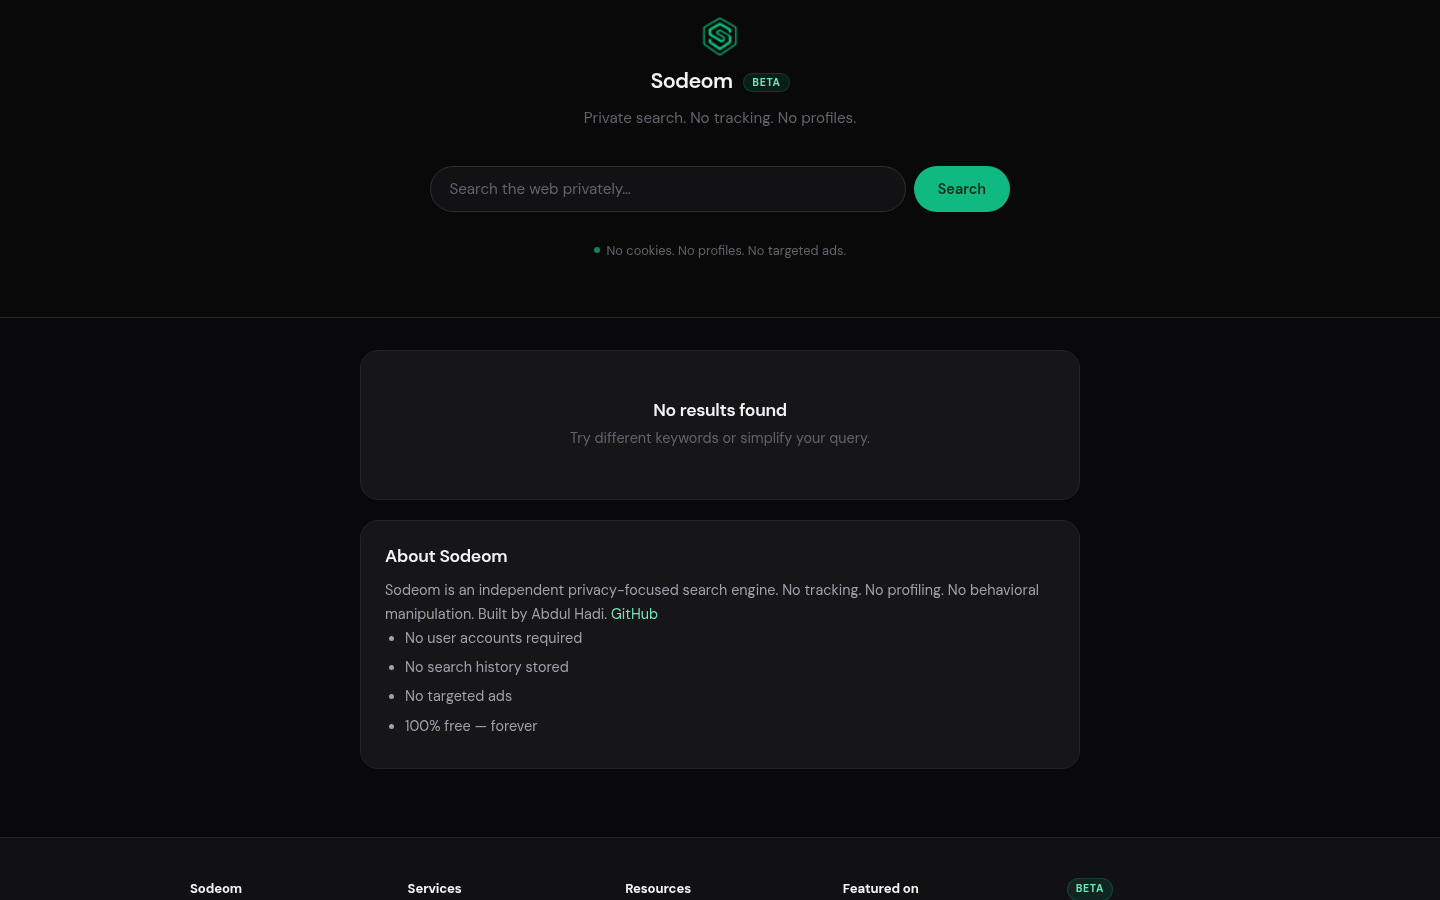 Sodeom BETA
Private search. No tracking. No profiles.
Search the web privately...
Search
No cookies. No profiles. No targeted ads.
No results found
Try different keywords or simplify your query.
About Sodeom
Sodeom is an independent privacy-focused search engine. No tracking. No profiling. No behavioral
manipulation. Built by Abdul Hadi. GitHub
• No user accounts required
• No search history stored
• No targeted ads
• 100% free — forever
Sodeom
Services
Resources
Featured on
BETA